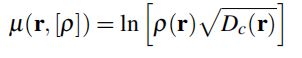 μ(r, [ρ]) = ln [ρ(r)√D_c(r)]